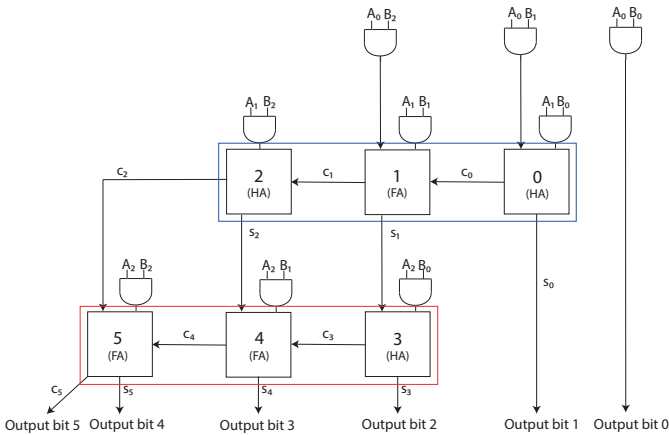 A₀ B₂ A₀ B₁ A₀ B₀
A₁ B₂ A₁ B₁ A₁ B₀
2 1 0
(HA) (FA) (HA)
c₂ c₁ c₀
s₂ s₁ s₀
A₂ B₂ A₂ B₁ A₂ B₀
5 4 3
(FA) (FA) (HA)
c₄ c₃
c₅ s₅ s₄ s₃
Output bit 5 Output bit 4 Output bit 3 Output bit 2 Output bit 1 Output bit 0